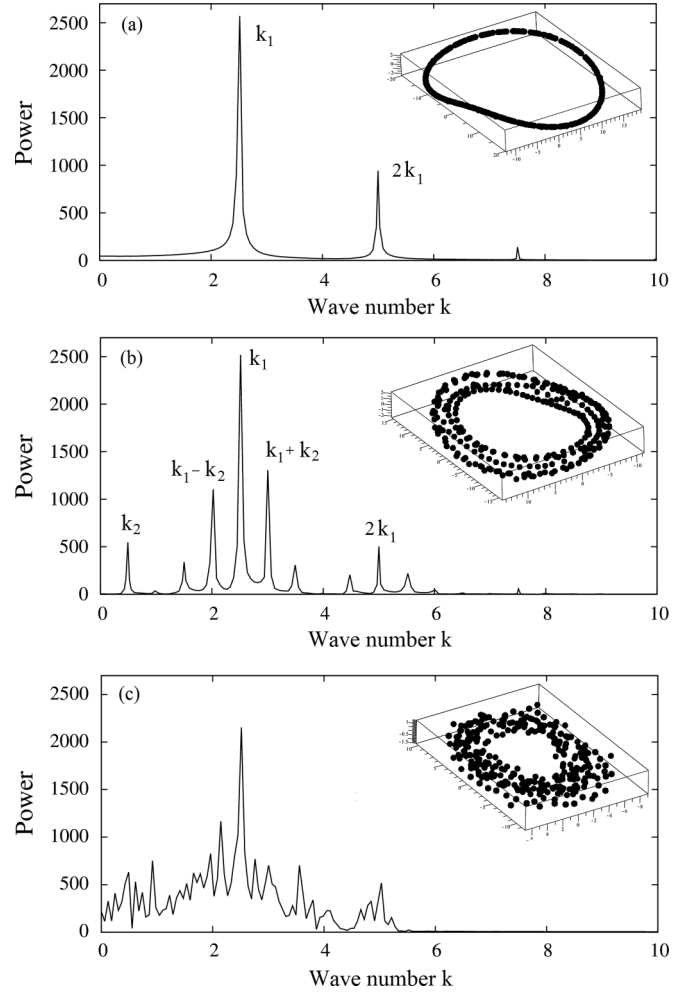 (a)
k₁
2k₁
Power
2500
2000
1500
1000
500
0
0 2 4 6 8 10
Wave number k
(b)
k₁
k₁ − k₂
k₁ + k₂
k₂
2k₁
Power
2500
2000
1500
1000
500
0
0 2 4 6 8 10
Wave number k
(c)
Power
2500
2000
1500
1000
500
0
0 2 4 6 8 10
Wave number k